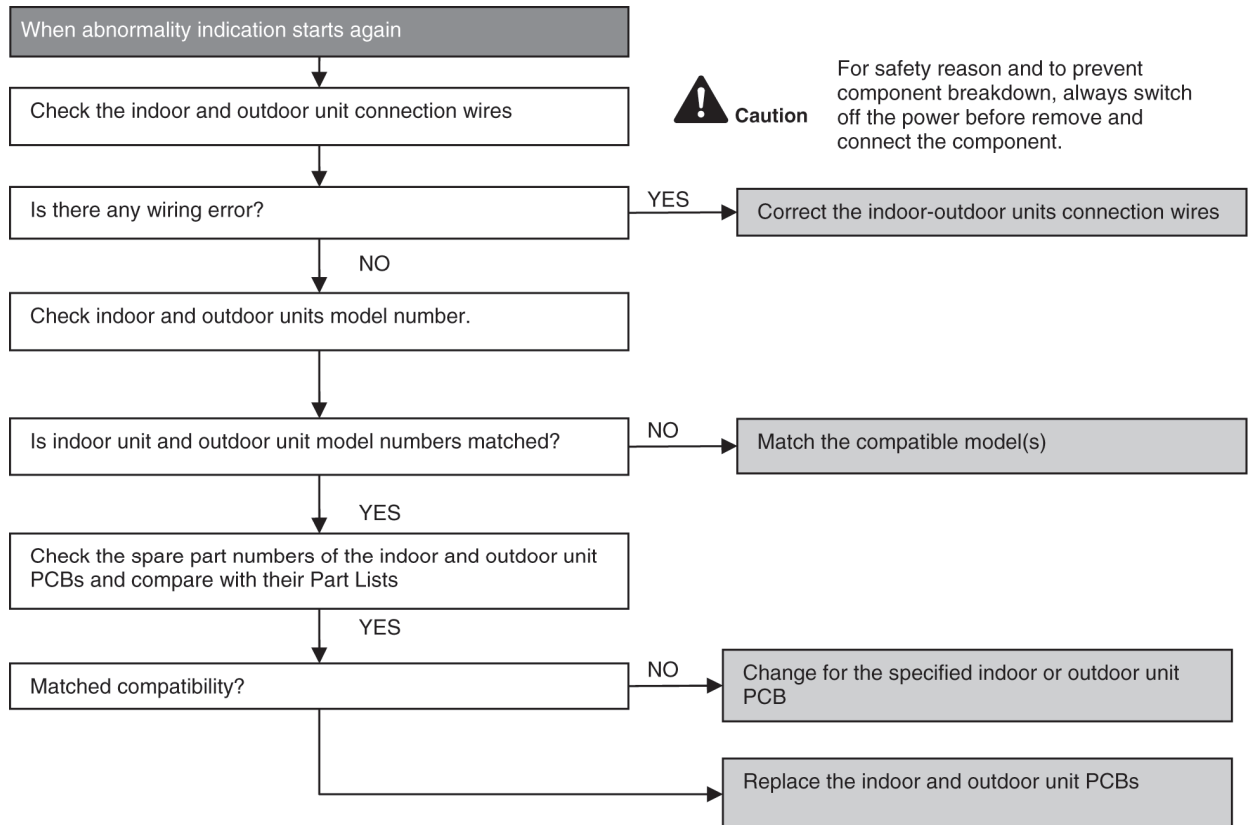 When abnormality indication starts again
Check the indoor and outdoor unit connection wires
Caution
For safety reason and to prevent
component breakdown, always switch
off the power before remove and
connect the component.
Is there any wiring error?
YES
Correct the indoor-outdoor units connection wires
NO
Check indoor and outdoor units model number.
Is indoor unit and outdoor unit model numbers matched?
NO
Match the compatible model(s)
YES
Check the spare part numbers of the indoor and outdoor unit
PCBs and compare with their Part Lists
YES
Matched compatibility?
NO
Change for the specified indoor or outdoor unit
PCB
Replace the indoor and outdoor unit PCBs